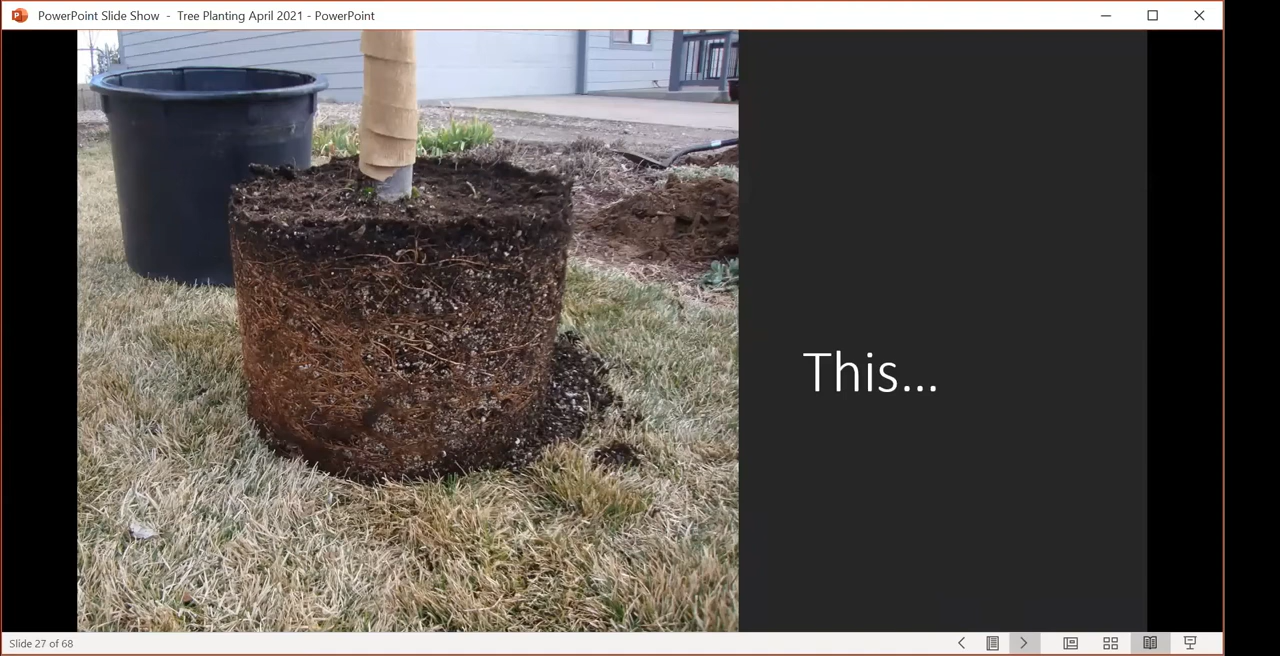 PowerPoint Slide Show - Tree Planting April 2021 - PowerPoint
This...
Slide 27 of 68